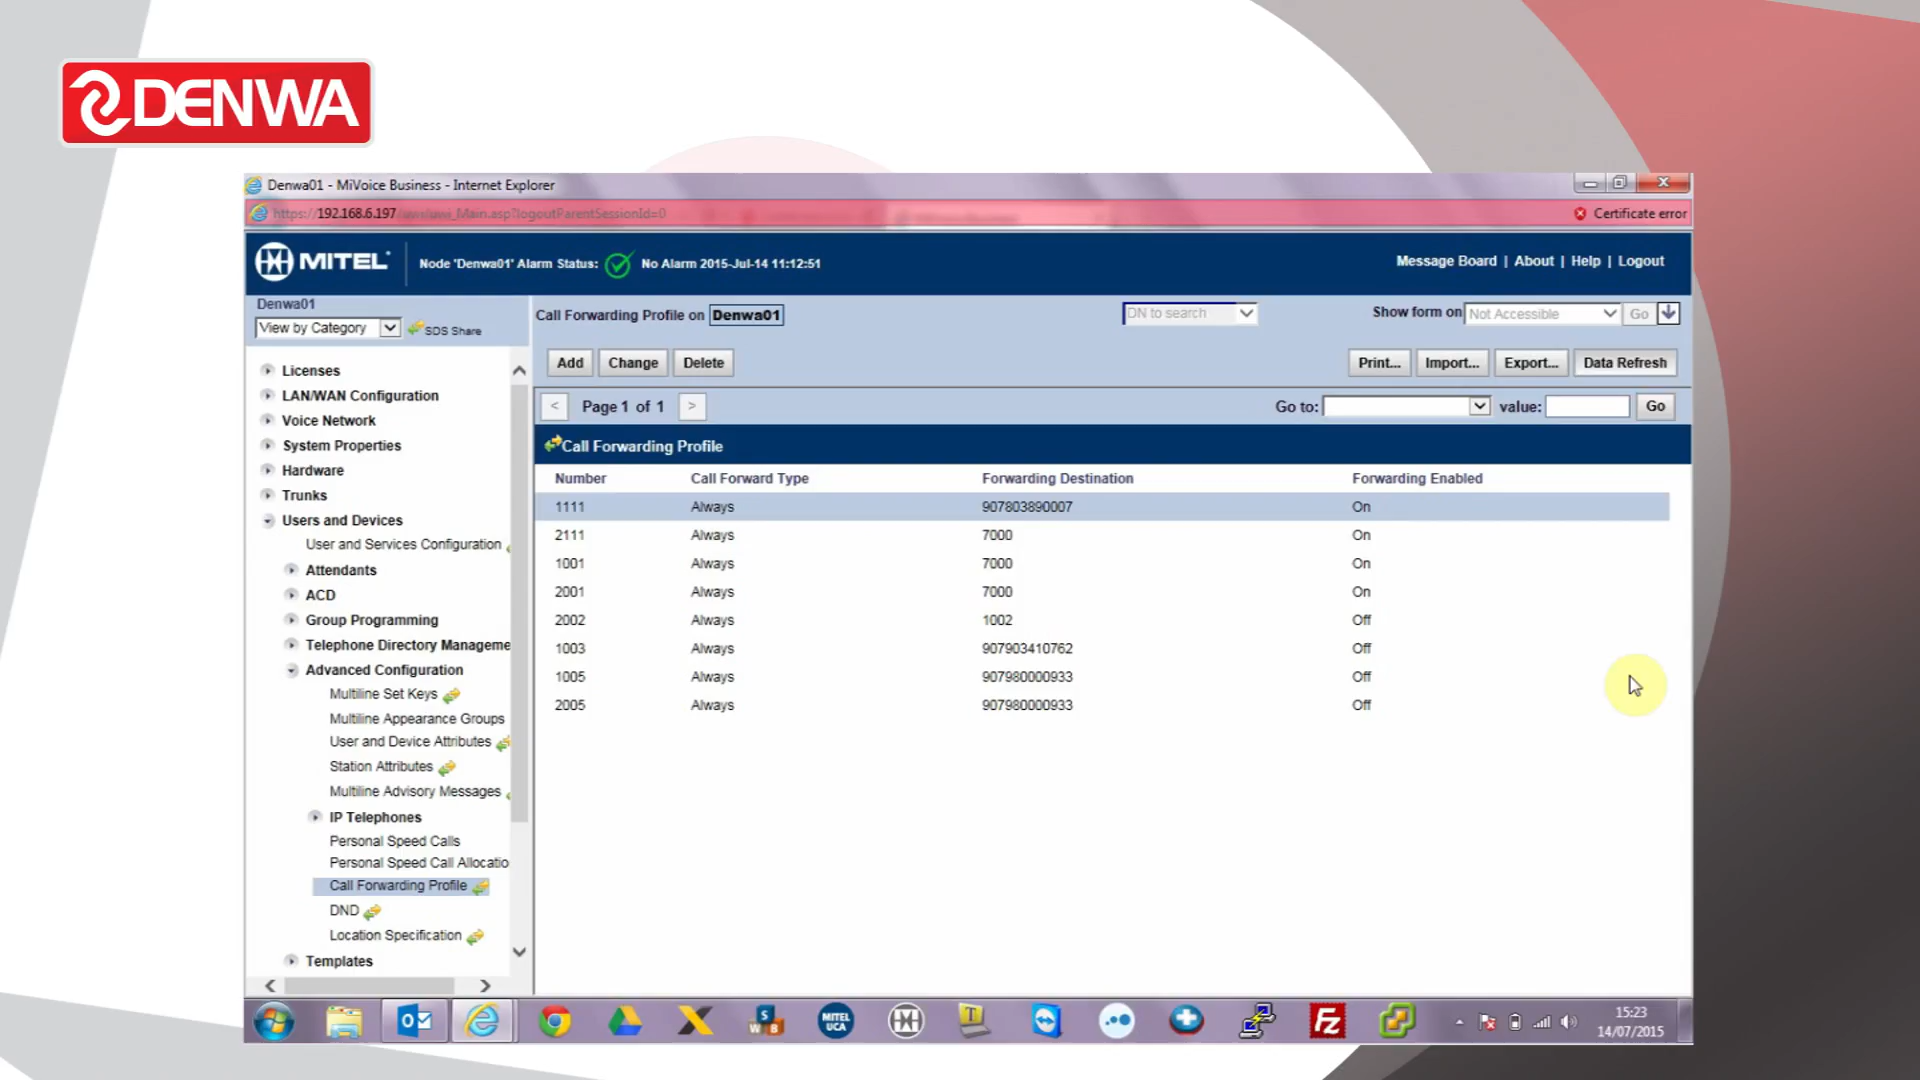 DENWA
Denwa01 - MiVoice Business - Internet Explorer
https://192.168.6.197/uwi/uwi_Main.asp?logoutParentSessionId=0
Certificate error
MITEL
Node 'Denwa01' Alarm Status: No Alarm 2015-Jul-14 11:12:51
Message Board | About | Help | Logout
Denwa01
View by Category SDS Share
Call Forwarding Profile on Denwa01
DN to search
Show form on Not Accessible Go
Add Change Delete
Print... Import... Export... Data Refresh
< Page 1 of 1 >
Go to: value: Go
Licenses
LAN/WAN Configuration
Voice Network
System Properties
Hardware
Trunks
Users and Devices
User and Services Configuration
Attendants
ACD
Group Programming
Telephone Directory Manageme
Advanced Configuration
Multiline Set Keys
Multiline Appearance Groups
User and Device Attributes
Station Attributes
Multiline Advisory Messages
IP Telephones
Personal Speed Calls
Personal Speed Call Allocatio
Call Forwarding Profile
DND
Location Specification
Templates
Call Forwarding Profile
Number Call Forward Type Forwarding Destination Forwarding Enabled
1111 Always 907803890007 On
2111 Always 7000 On
1001 Always 7000 On
2001 Always 7000 On
2002 Always 1002 Off
1003 Always 907903410762 Off
1005 Always 907980000933 Off
2005 Always 907980000933 Off
S
W B
MITEL
UCA
T
FZ
15:23
14/07/2015